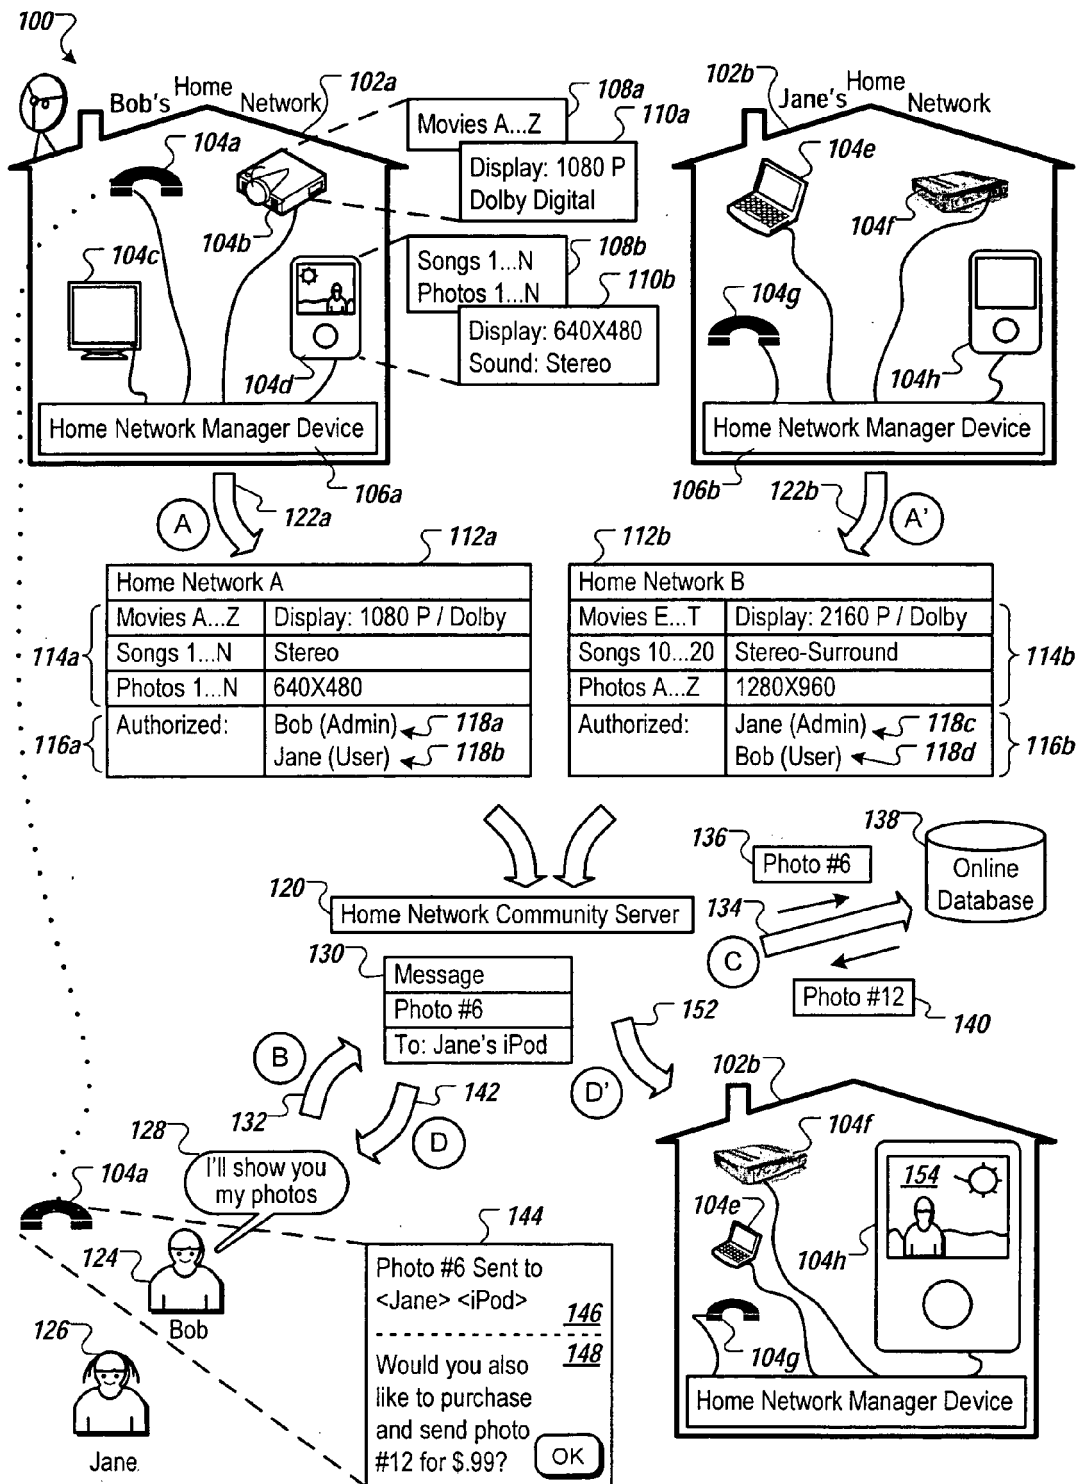 100
Bob's Home Network
102a
108a
Movies A...Z
110a
Display: 1080 P
Dolby Digital
104a
104b
104c
108b
Songs 1...N
Photos 1...N
110b
Display: 640X480
Sound: Stereo
104d
Home Network Manager Device
106a
102b
Jane's Home Network
104e
104f
104g
104h
Home Network Manager Device
106b
A
122a
122b
A'
112a
Home Network A
Movies A...Z Display: 1080 P / Dolby
Songs 1...N Stereo
Photos 1...N 640X480
114a
Authorized: Bob (Admin) 118a
Jane (User) 118b
116a
112b
Home Network B
Movies E...T Display: 2160 P / Dolby
Songs 10...20 Stereo-Surround
Photos A...Z 1280X960
114b
Authorized: Jane (Admin) 118c
Bob (User) 118d
116b
120
Home Network Community Server
136
Photo #6
138
Online
Database
134
C
Photo #12
140
130
Message
Photo #6
To: Jane's iPod
B
132
142
D
152
D'
128
I'll show you
my photos
104a
124
Bob
126
Jane
144
Photo #6 Sent to
<Jane> <iPod>
146
148
Would you also
like to purchase
and send photo
#12 for $.99?
OK
102b
104f
154
104e
104h
104g
Home Network Manager Device